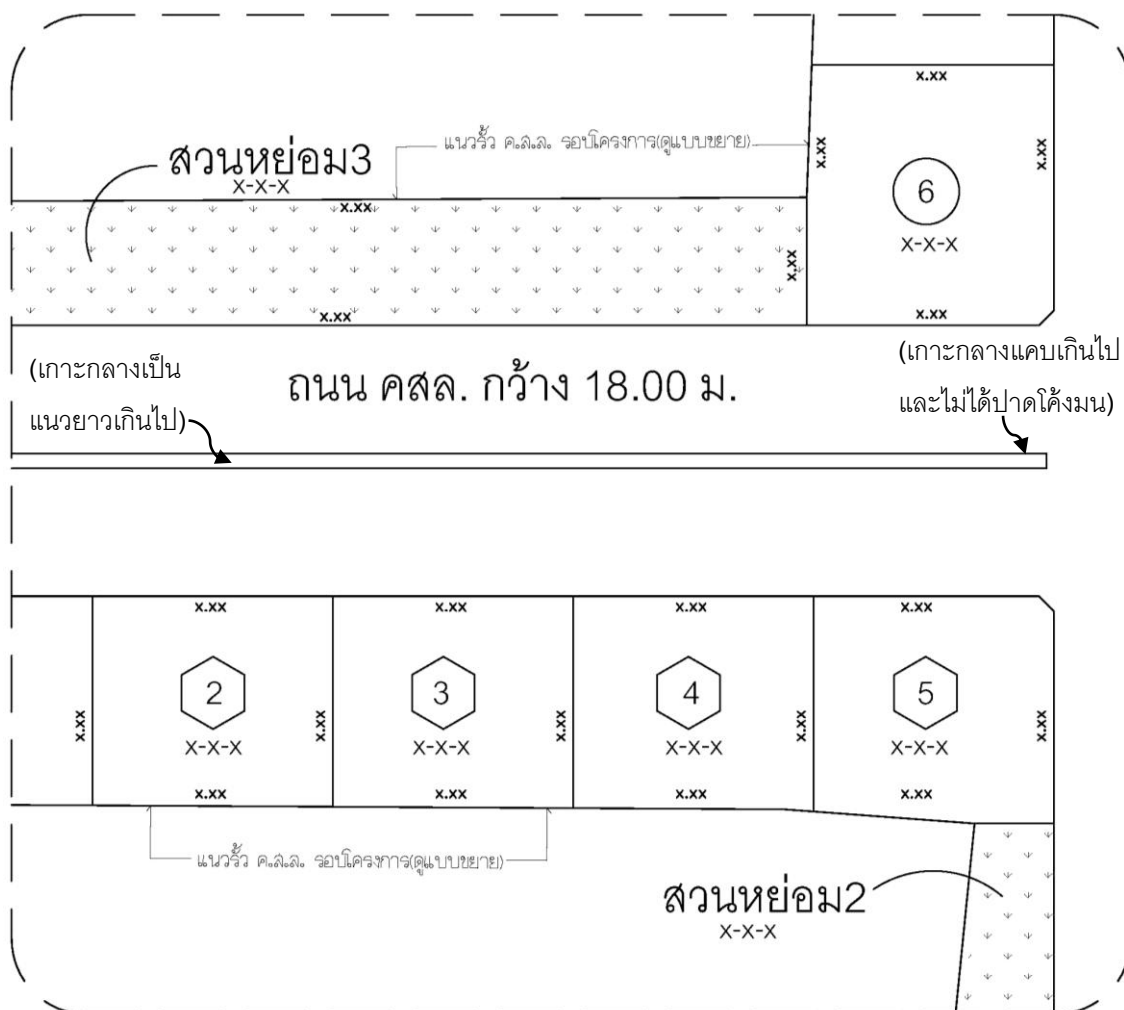 x.xx
แนวรั้ว ค.ส.ล. รอบโครงการ(ดูแบบขยาย)
สวนหย่อม3
X-X-X
x.xx
x.xx
6
X-X-X
x.xx
x.xx
x.xx
x.xx
(เกาะกลางเป็น
แนวยาวเกินไป)
ถนน คสล. กว้าง 18.00 ม.
(เกาะกลางแคบเกินไป
และไม่ได้ปาดโค้งมน)
x.xx
x.xx
x.xx
x.xx
2
3
4
5
x.xx
x.xx
x.xx
x.xx
x.xx
X-X-X
X-X-X
X-X-X
X-X-X
x.xx
x.xx
x.xx
x.xx
แนวรั้ว ค.ส.ล. รอบโครงการ(ดูแบบขยาย)
สวนหย่อม2
X-X-X